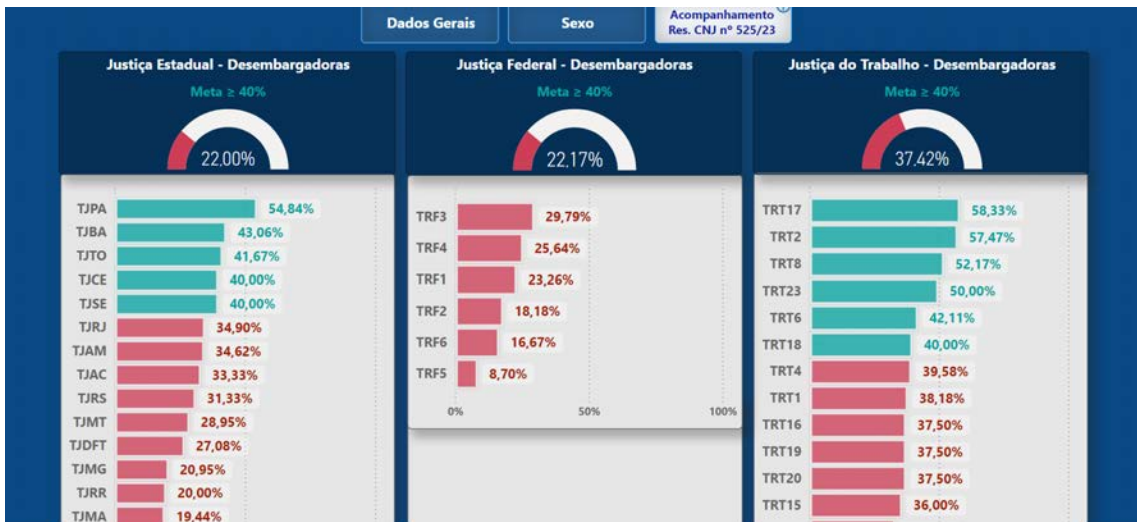 Dados Gerais
Sexo
Acompanhamento
Res. CNJ nº 525/23
Justiça Estadual - Desembargadoras
Meta ≥ 40%
22,00%
TJPA 54,84%
TJBA 43,06%
TJTO 41,67%
TJCE 40,00%
TJSE 40,00%
TJRJ 34,90%
TJAM 34,62%
TJAC 33,33%
TJRS 31,33%
TJMT 28,95%
TJDFT 27,08%
TJMG 20,95%
TJRR 20,00%
TJMA 19,44%
Justiça Federal - Desembargadoras
Meta ≥ 40%
22,17%
TRF3 29,79%
TRF4 25,64%
TRF1 23,26%
TRF2 18,18%
TRF6 16,67%
TRF5 8,70%
0% 50% 100%
Justiça do Trabalho - Desembargadoras
Meta ≥ 40%
37,42%
TRT17 58,33%
TRT2 57,47%
TRT8 52,17%
TRT23 50,00%
TRT6 42,11%
TRT18 40,00%
TRT4 39,58%
TRT1 38,18%
TRT16 37,50%
TRT19 37,50%
TRT20 37,50%
TRT15 36,00%